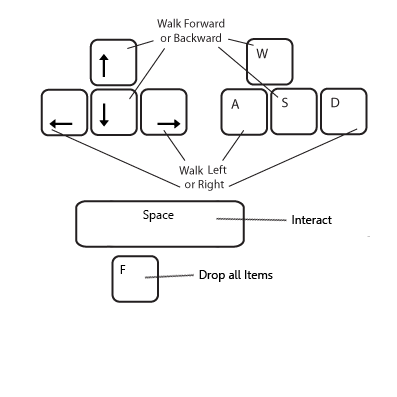 Walk Forward
or Backward
W
A
S
D
Walk Left
or Right
Space
Interact
F
Drop all Items